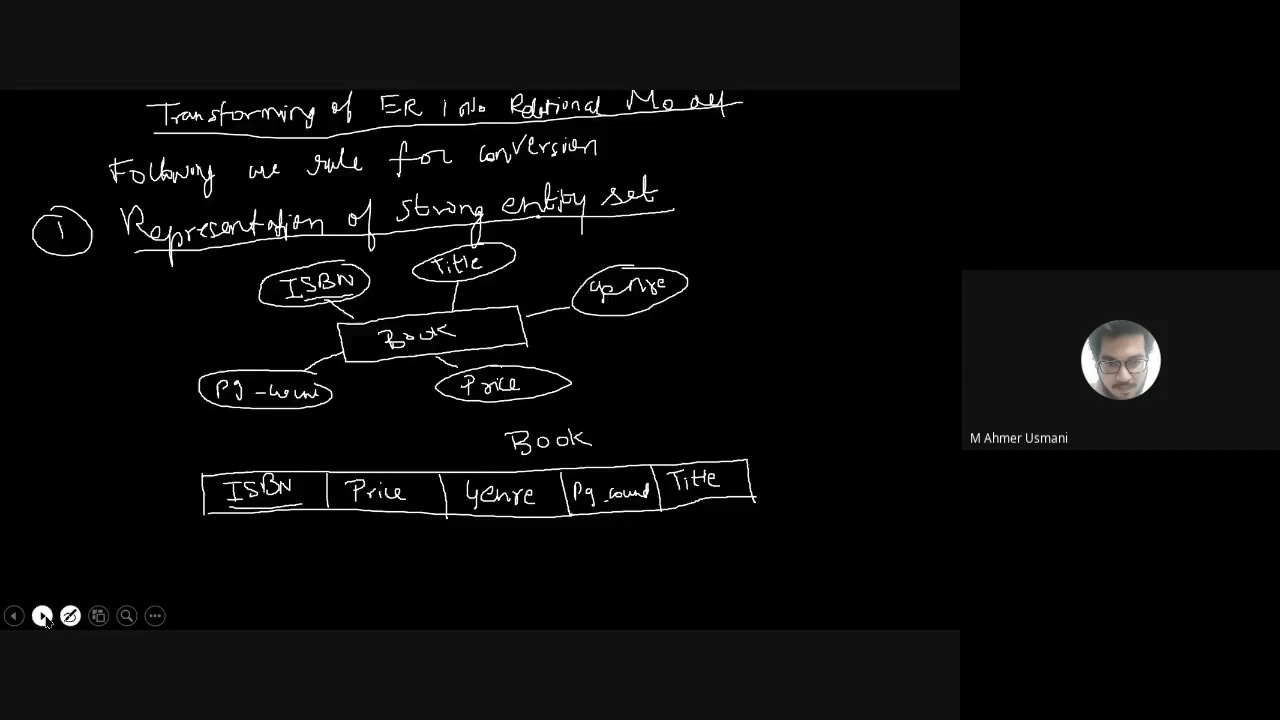 Transforming of ER into Relational Model
Following are rule for conversion
1 Representation of strong entity set
ISBN Title Genre
Book
Pg_count Price
Book
ISBN Price Genre Pg_count Title
M Ahmer Usmani